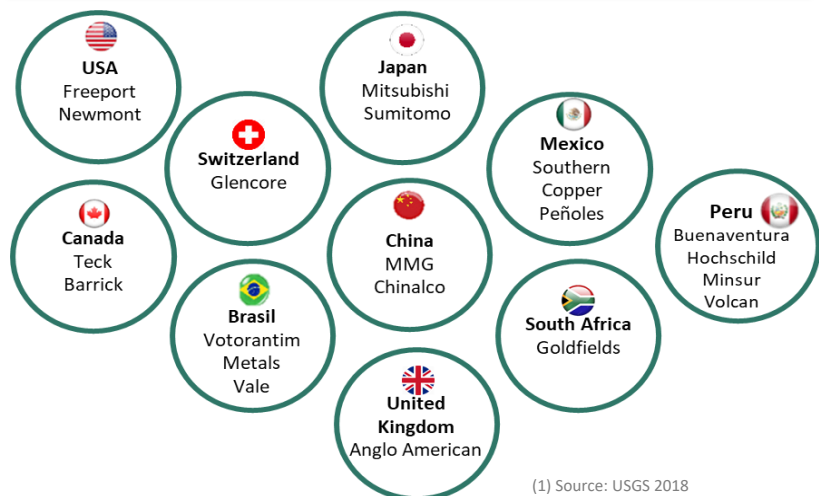 USA
Freeport
Newmont
Japan
Mitsubishi
Sumitomo
Switzerland
Glencore
Mexico
Southern
Copper
Peñoles
Canada
Teck
Barrick
China
MMG
Chinalco
Peru
Buenaventura
Hochschild
Minsur
Volcan
Brasil
Votorantim
Metals
Vale
South Africa
Goldfields
United
Kingdom
Anglo American
(1) Source: USGS 2018